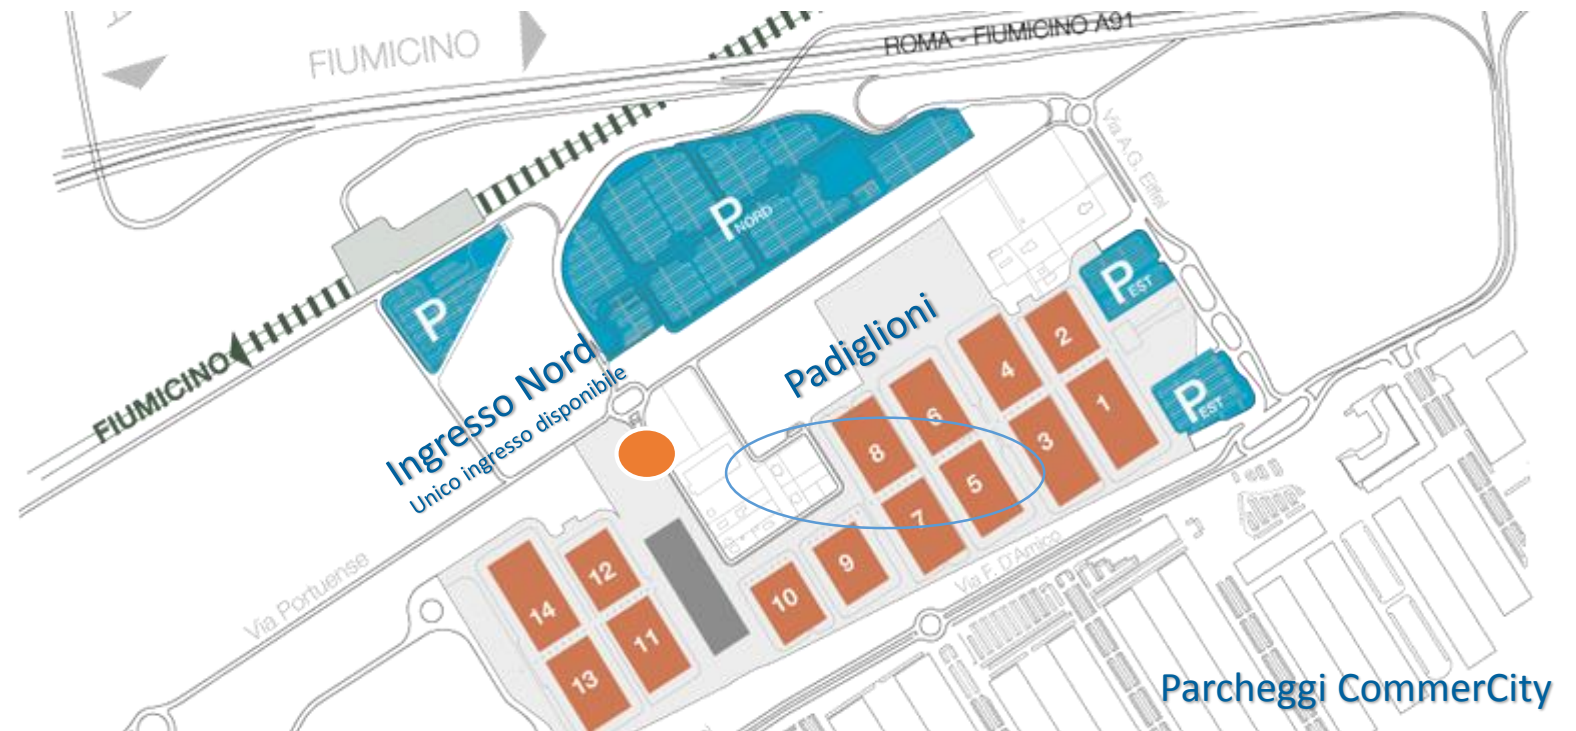 FIUMICINO
ROMA - FIUMICINO A91
Via A.G. Eiffel
P NORD
P EST
P
FIUMICINO
Ingresso Nord
Unico ingresso disponibile
Padiglioni
2
4
1
P EST
6
3
8
5
7
9
10
12
14
11
13
Via Portuense
Via F. D'Amico
Parcheggi CommerCity